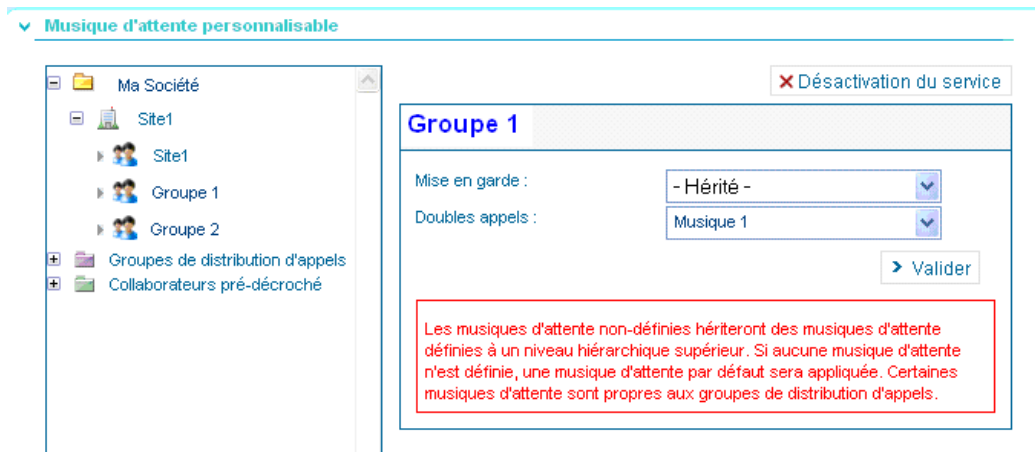 Musique d'attente personnalisable
Ma Société
Site1
Site1
Groupe 1
Groupe 2
Groupes de distribution d'appels
Collaborateurs pré-décroché
Désactivation du service
Groupe 1
Mise en garde :
- Hérité -
Doubles appels :
Musique 1
Valider
Les musiques d'attente non-définies hériteront des musiques d'attente
définies à un niveau hiérarchique supérieur. Si aucune musique d'attente
n'est définie, une musique d'attente par défaut sera appliquée. Certaines
musiques d'attente sont propres aux groupes de distribution d'appels.